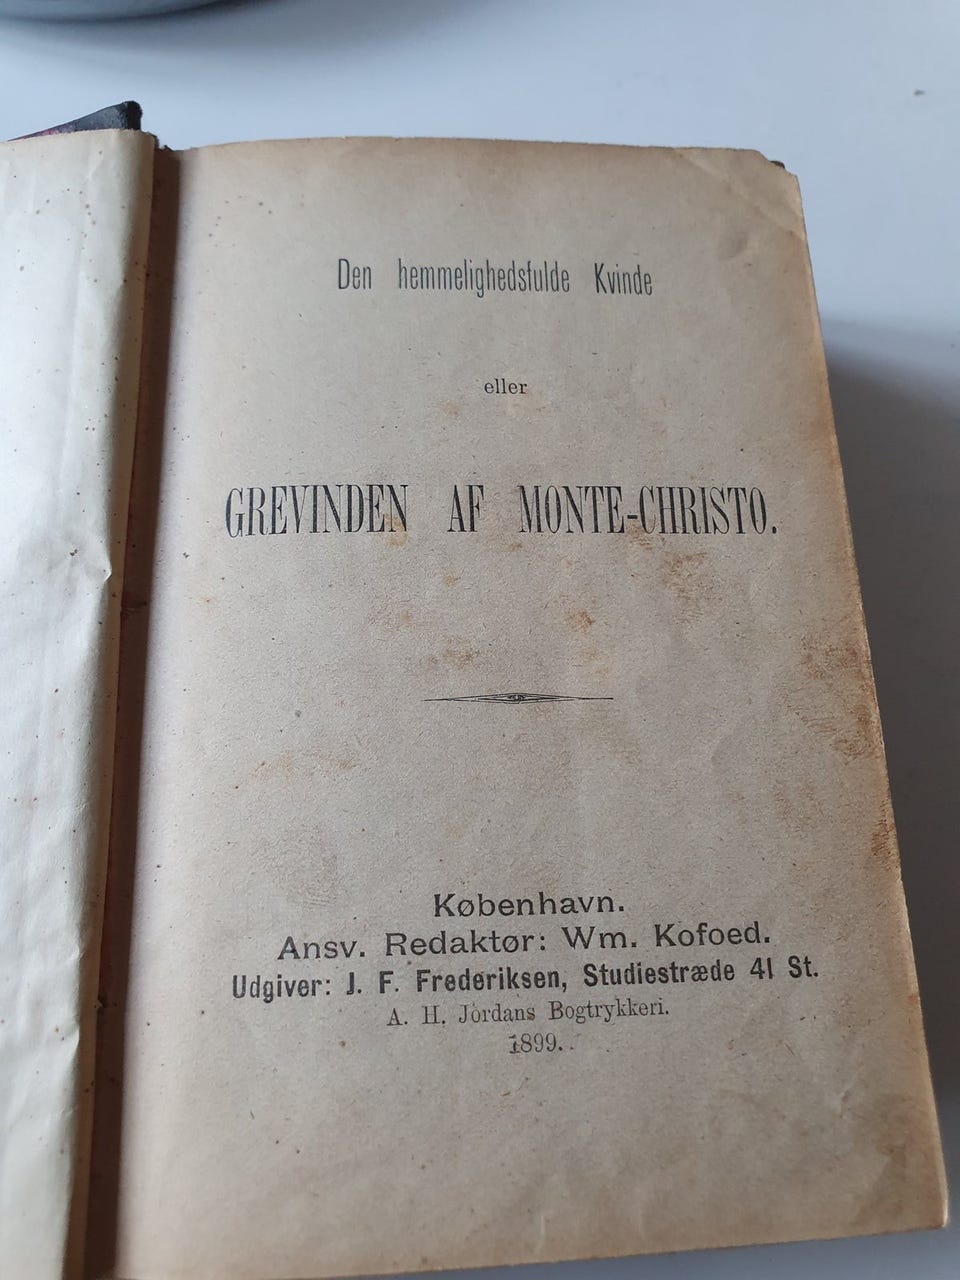 Den hemmelighedsfulde Kvinde
eller
GREVINDEN AF MONTE-CHRISTO.
København.
Ansv. Redaktør: Wm. Kofoed.
Udgiver: J. F. Frederiksen, Studiestræde 41 St.
A. H. Jordans Bogtrykkeri.
1899.